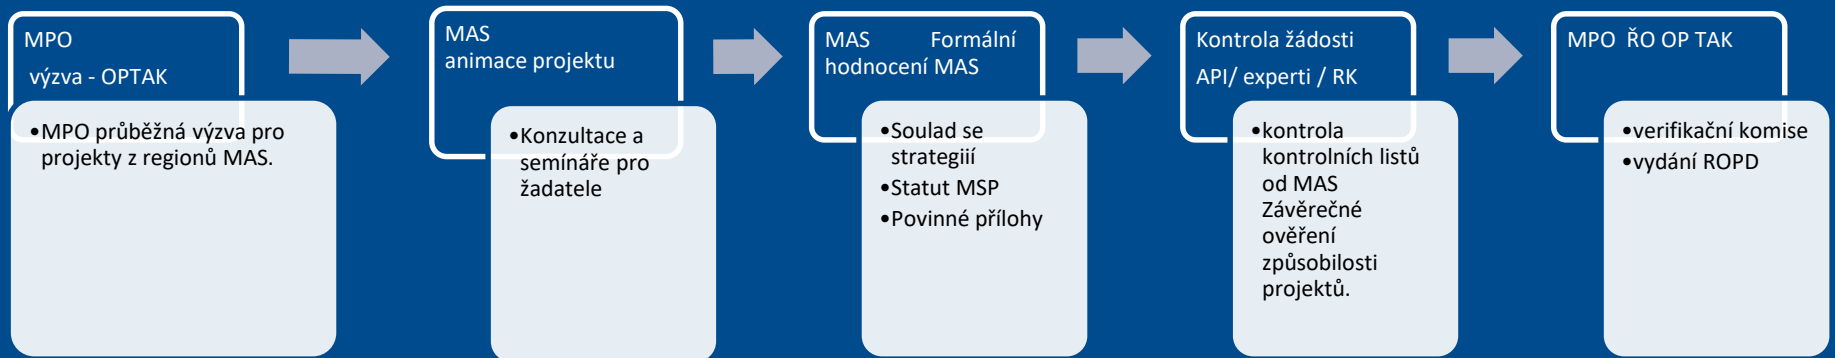 MPO
výzva - OPTAK
•MPO průběžná výzva pro
projekty z regionů MAS.
MAS
animace projektu
•Konzultace a
semináře pro
žadatele
MAS Formální
hodnocení MAS
•Soulad se
strategiií
•Statut MSP
•Povinné přílohy
Kontrola žádosti
API/ experti / RK
•kontrola
kontrolních listů
od MAS
Závěrečné
ověření
způsobilosti
projektů.
MPO ŘO OP TAK
•verifikační komise
•vydání ROPD